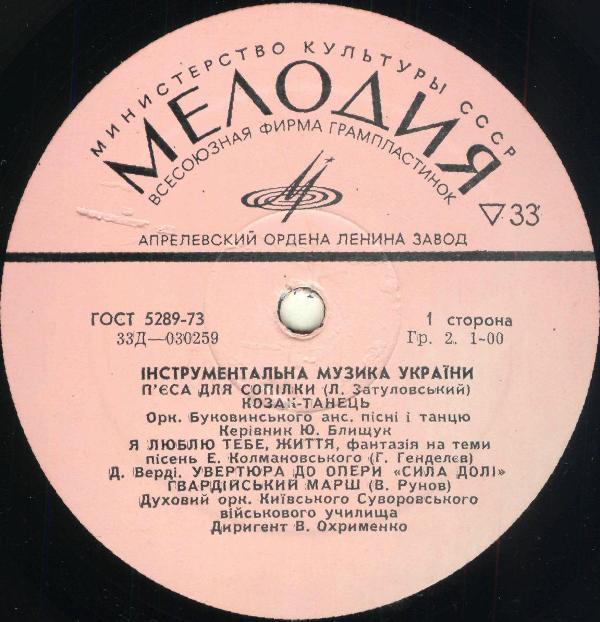 МИНИСТЕРСТВО КУЛЬТУРЫ СССР
МЕЛОДИЯ
ВСЕСОЮЗНАЯ ФИРМА ГРАМПЛАСТИНОК
33
АПРЕЛЕВСКИЙ ОРДЕНА ЛЕНИНА ЗАВОД
ГОСТ 5289-73
33Д—030259
1 сторона
Гр. 2. 1-00
ІНСТРУМЕНТАЛЬНА МУЗИКА УКРАЇНИ
П'ЄСА ДЛЯ СОПІЛКИ (Л. Затуловський)
КОЗАК-ТАНЕЦЬ
Орк. Буковинського анс. пісні і танцю
Керівник Ю. Блищук
Я ЛЮБЛЮ ТЕБЕ, ЖИТТЯ, фантазія на теми
пісень Е. Колмановського (Г. Генделєв)
Д. Верді. УВЕРТЮРА ДО ОПЕРИ «СИЛА ДОЛІ»
ГВАРДІЙСЬКИЙ МАРШ (В. Рунов)
Духовий орк. Київського Суворовського
військового училища
Диригент В. Охрименко